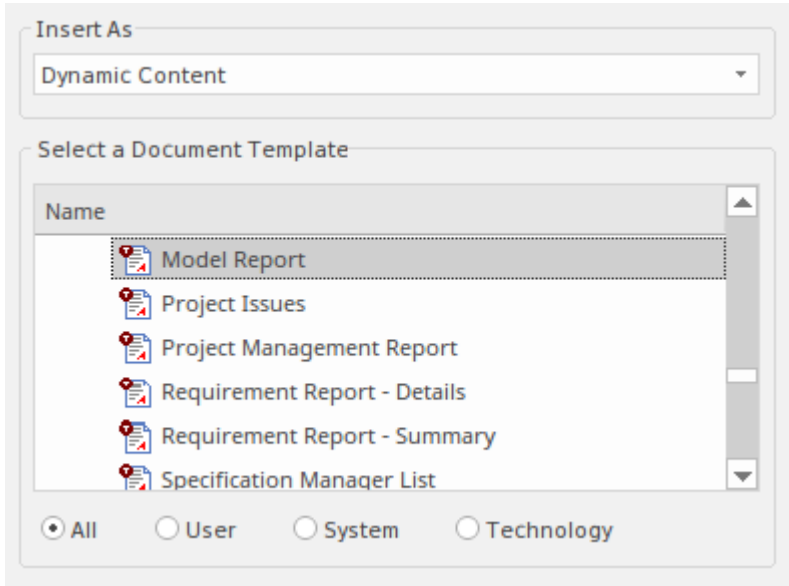 Insert As
Dynamic Content
Select a Document Template
Name
Model Report
Project Issues
Project Management Report
Requirement Report - Details
Requirement Report - Summary
Specification Manager List
All User System Technology